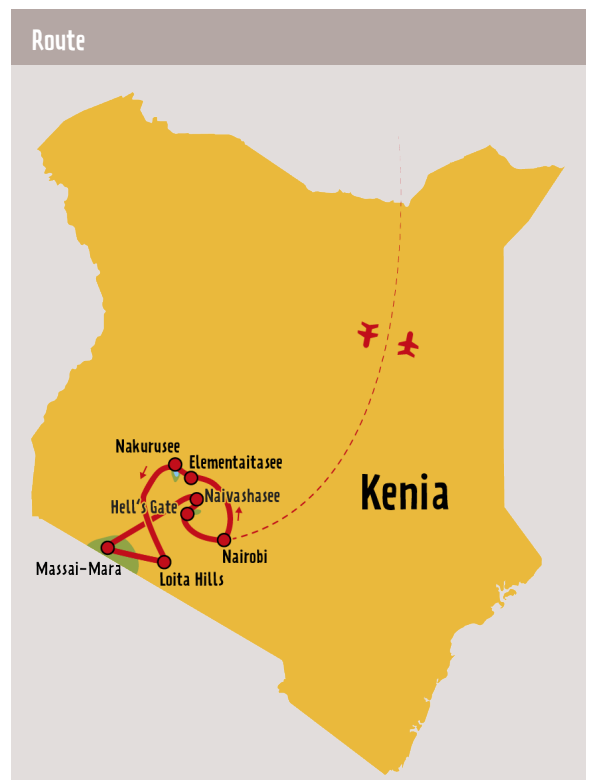 Route
Nakurusee
Elementaitasee
Kenia
Naivashasee
Hell's Gate
Nairobi
Massai-Mara
Loita Hills